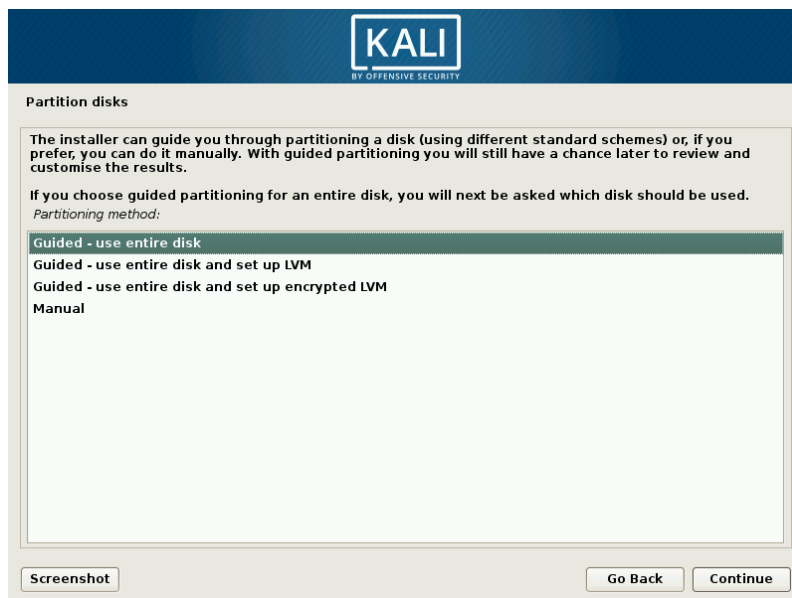 KALI
BY OFFENSIVE SECURITY
Partition disks
The installer can guide you through partitioning a disk (using different standard schemes) or, if you
prefer, you can do it manually. With guided partitioning you will still have a chance later to review and
customise the results.
If you choose guided partitioning for an entire disk, you will next be asked which disk should be used.
Partitioning method:
Guided - use entire disk
Guided - use entire disk and set up LVM
Guided - use entire disk and set up encrypted LVM
Manual
Screenshot
Go Back
Continue